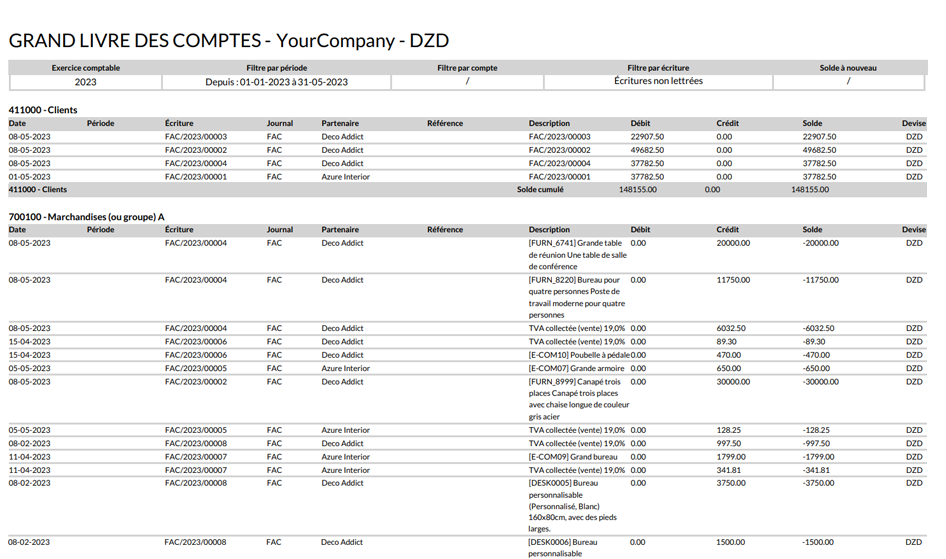 GRAND LIVRE DES COMPTES - YourCompany - DZD
Exercice comptable Filtre par période Filtre par compte Filtre par écriture Solde à nouveau
2023 Depuis : 01-01-2023 à 31-05-2023 / Écritures non lettrées /
411000 - Clients
Date Période Écriture Journal Partenaire Référence Description Débit Crédit Solde Devise
08-05-2023 FAC/2023/00003 FAC Deco Addict FAC/2023/00003 22907.50 0.00 22907.50 DZD
08-05-2023 FAC/2023/00002 FAC Deco Addict FAC/2023/00002 49682.50 0.00 49682.50 DZD
08-05-2023 FAC/2023/00004 FAC Deco Addict FAC/2023/00004 37782.50 0.00 37782.50 DZD
01-05-2023 FAC/2023/00001 FAC Azure Interior FAC/2023/00001 37782.50 0.00 37782.50 DZD
411000 - Clients Solde cumulé 148155.00 0.00 148155.00
700100 - Marchandises (ou groupe) A
Date Période Écriture Journal Partenaire Référence Description Débit Crédit Solde Devise
08-05-2023 FAC/2023/00004 FAC Deco Addict [FURN_6741] Grande table 0.00 20000.00 -20000.00 DZD
de réunion Une table de salle
de conférence
08-05-2023 FAC/2023/00004 FAC Deco Addict [FURN_8220] Bureau pour 0.00 11750.00 -11750.00 DZD
quatre personnes Poste de
travail moderne pour quatre
personnes
08-05-2023 FAC/2023/00004 FAC Deco Addict TVA collectée (vente) 19,0% 0.00 6032.50 -6032.50 DZD
15-04-2023 FAC/2023/00006 FAC Deco Addict TVA collectée (vente) 19,0% 0.00 89.30 -89.30 DZD
15-04-2023 FAC/2023/00006 FAC Deco Addict [E-COM10] Poubelle à pédale 0.00 470.00 -470.00 DZD
05-05-2023 FAC/2023/00005 FAC Azure Interior [E-COM07] Grande armoire 0.00 650.00 -650.00 DZD
08-05-2023 FAC/2023/00002 FAC Deco Addict [FURN_8999] Canapé trois 0.00 30000.00 -30000.00 DZD
places Canapé trois places
avec chaise longue de couleur
gris acier
05-05-2023 FAC/2023/00005 FAC Azure Interior TVA collectée (vente) 19,0% 0.00 128.25 -128.25 DZD
08-02-2023 FAC/2023/00008 FAC Deco Addict TVA collectée (vente) 19,0% 0.00 997.50 -997.50 DZD
11-04-2023 FAC/2023/00007 FAC Azure Interior [E-COM09] Grand bureau 0.00 1799.00 -1799.00 DZD
11-04-2023 FAC/2023/00007 FAC Azure Interior TVA collectée (vente) 19,0% 0.00 341.81 -341.81 DZD
08-02-2023 FAC/2023/00008 FAC Deco Addict [DESK0005] Bureau 0.00 3750.00 -3750.00 DZD
personnalisable
(Personnalisé, Blanc)
160x80cm, avec des pieds
larges.
08-02-2023 FAC/2023/00008 FAC Deco Addict [DESK0006] Bureau 0.00 1500.00 -1500.00 DZD
personnalisable